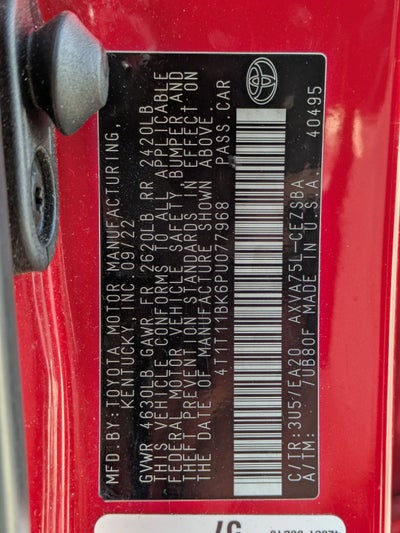 MFD.BY: TOYOTA MOTOR MANUFACTURING,
KENTUCKY, INC. 09/22
GVWR 4630LB GAWR FR 2620LB RR 2420LB
THIS VEHICLE CONFORMS TO ALL APPLICABLE
FEDERAL MOTOR VEHICLE SAFETY BUMPER AND
THEFT PREVENTION STANDARDS IN EFFECT ON
THE DATE OF MANUFACTURE SHOWN ABOVE
4T1T11BK6PU077968 PASS.CAR
C/TR:3U5/EA20 AXVA75L-CEZSBA
A/TM: /UB80F MADE IN U.S.A. 40495